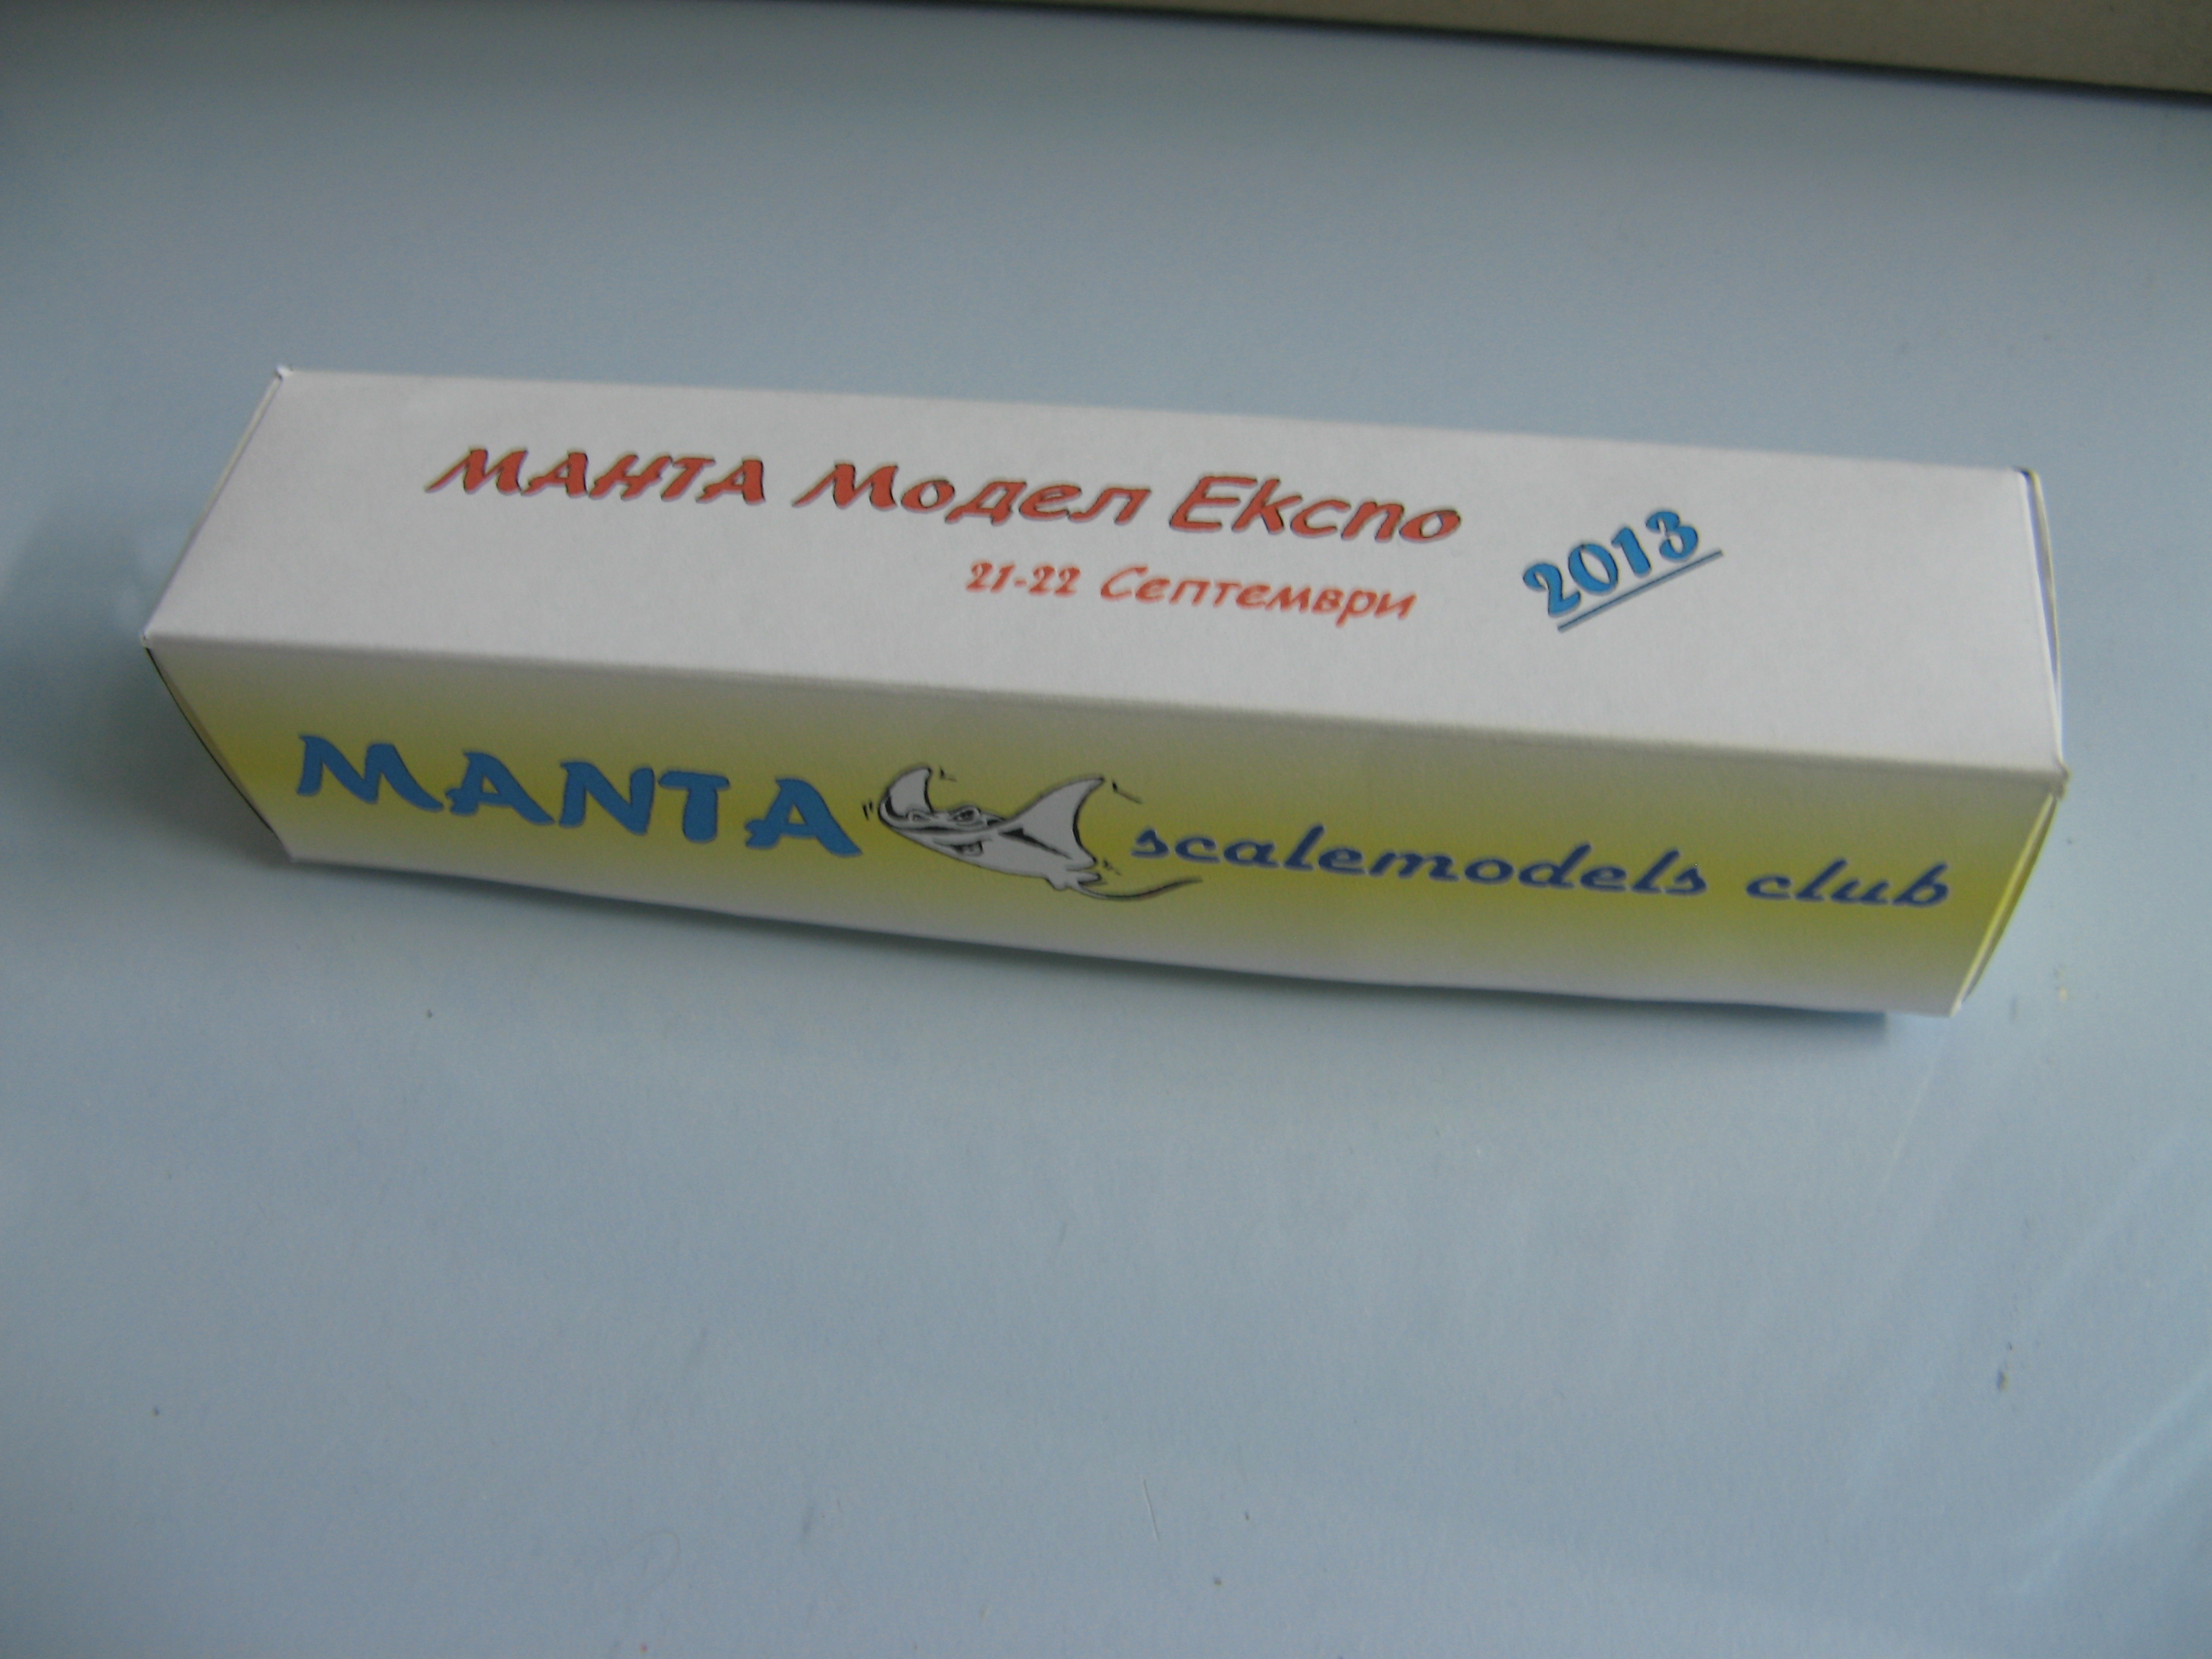 МАНТА Модел Експо
21-22 Септември
2013
MANTA scalemodels club